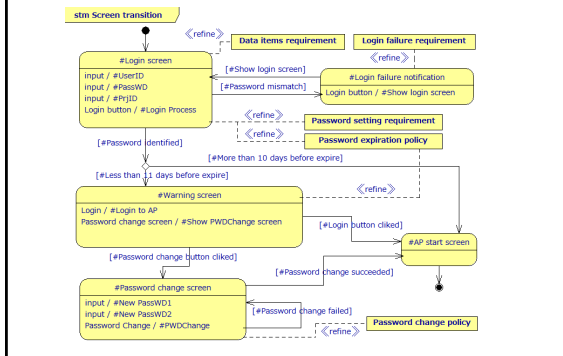 stm Screen transition
≪refine≫
Data items requirement
Login failure requirement
≪refine≫
#Login screen
input / #UserID
input / #PassWD
input / #PrjID
Login button / #Login Process
[#Show login screen]
[#Password mismatch]
#Login failure notification
Login button / #Show login screen
≪refine≫
Password setting requirement
≪refine≫
Password expiration policy
[#Password identified]
[#More than 10 days before expire]
[#Less than 11 days before expire]
≪refine≫
#Warning screen
Login / #Login to AP
Password change screen / #Show PWDChange screen
[#Login button cliked]
#AP start screen
[#Password change button cliked]
[#Password change succeeded]
#Password change screen
input / #New PassWD1
input / #New PassWD2
Password Change / #PWDChange
[#Password change failed]
≪refine≫
Password change policy